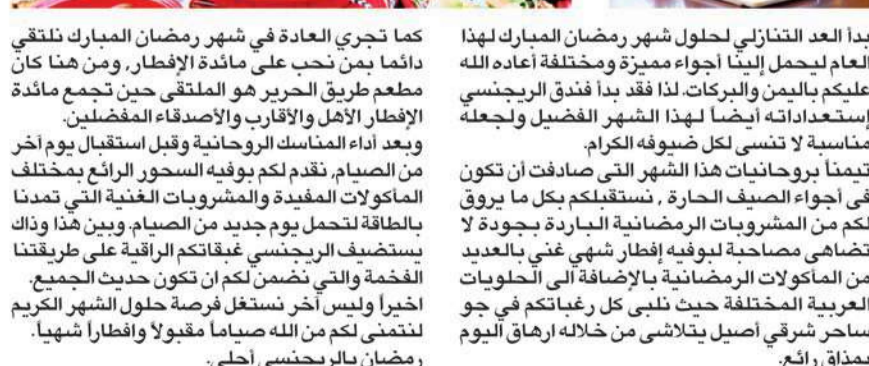 بدأ العد التنازلي لحلول شهر رمضان المبارك لهذا
العام ليحمل إلينا أجواء مميزة ومختلفة أعاده الله
عليكم باليمن والبركات. لذا فقد بدأ فندق الريجنسي
إستعداداته أيضاً لهذا الشهر الفضيل ولجعله
مناسبة لا تنسى لكل ضيوفه الكرام.
تيمناً بروحانيات هذا الشهر التى صادفت أن تكون
فى أجواء الصيف الحارة , نستقبلكم بكل ما يروق
لكم من المشروبات الرمضانية الباردة بجودة لا
تضاهى مصاحبة لبوفيه إفطار شهي غني بالعديد
من المأكولات الرمضانية بالإضافة الى الحلويات
العربية المختلفة حيث نلبى كل رغباتكم في جو
ساحر شرقي أصيل يتلاشى من خلاله ارهاق اليوم
بمذاق رائع.
كما تجري العادة في شهر رمضان المبارك نلتقي
دائما بمن نحب على مائدة الإفطار, ومن هنا كان
مطعم طريق الحرير هو الملتقى حين تجمع مائدة
الإفطار الأهل والأقارب والأصدقاء المفضلين.
وبعد أداء المناسك الروحانية وقبل استقبال يوم آخر
من الصيام, نقدم لكم بوفيه السحور الرائع بمختلف
المأكولات المفيدة والمشروبات الغنية التي تمدنا
بالطاقة لتحمل يوم جديد من الصيام. وبين هذا وذاك
يستضيف الريجنسي غبقاتكم الراقية على طريقتنا
الفخمة والتي نضمن لكم ان تكون حديث الجميع.
اخيراً وليس آخر نستغل فرصة حلول الشهر الكريم
لنتمنى لكم من الله صياماً مقبولاً وافطاراً شهياً.
رمضان بالريجنسي أحلى.